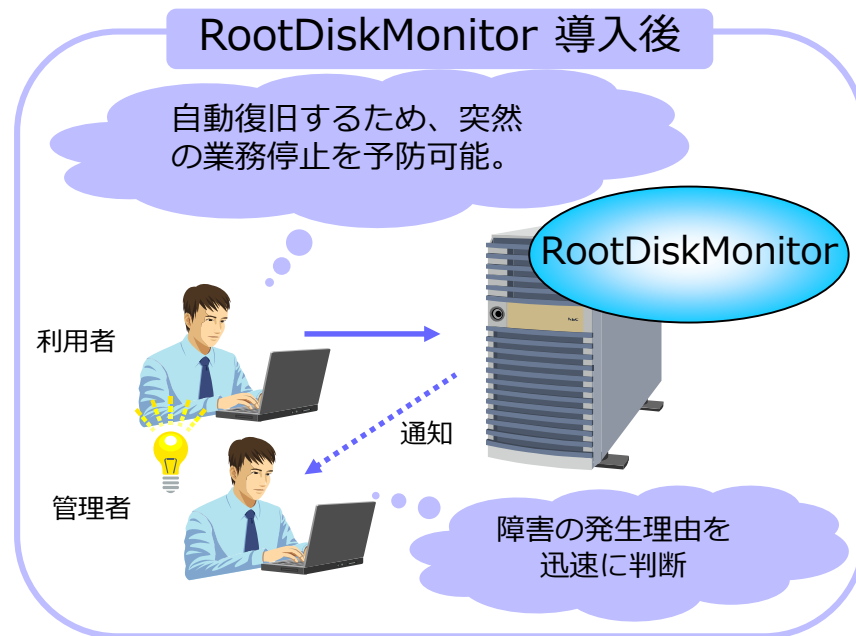 RootDiskMonitor 導入後
自動復旧するため、突然
の業務停止を予防可能。
RootDiskMonitor
利用者
通知
管理者
障害の発生理由を
迅速に判断